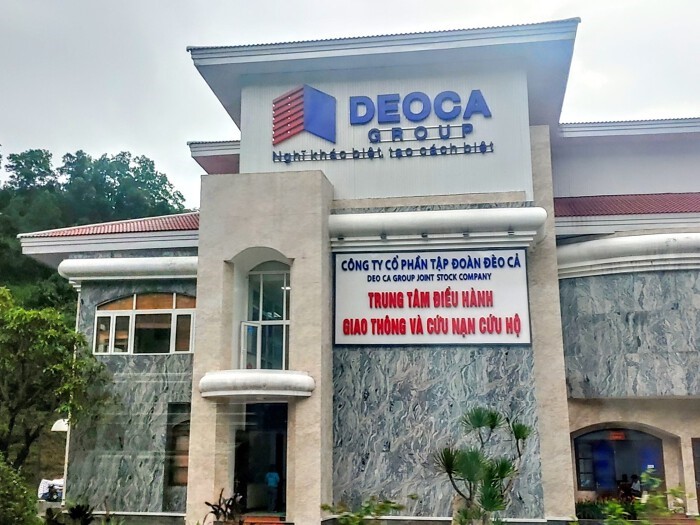 DEOCA
GROUP
Nghĩ khác biệt tạo cách biệt
CÔNG TY CỔ PHẦN TẬP ĐOÀN ĐÈO CẢ
DEO CA GROUP JOINT STOCK COMPANY
TRUNG TÂM ĐIỀU HÀNH
GIAO THÔNG VÀ CỨU NẠN CỨU HỘ